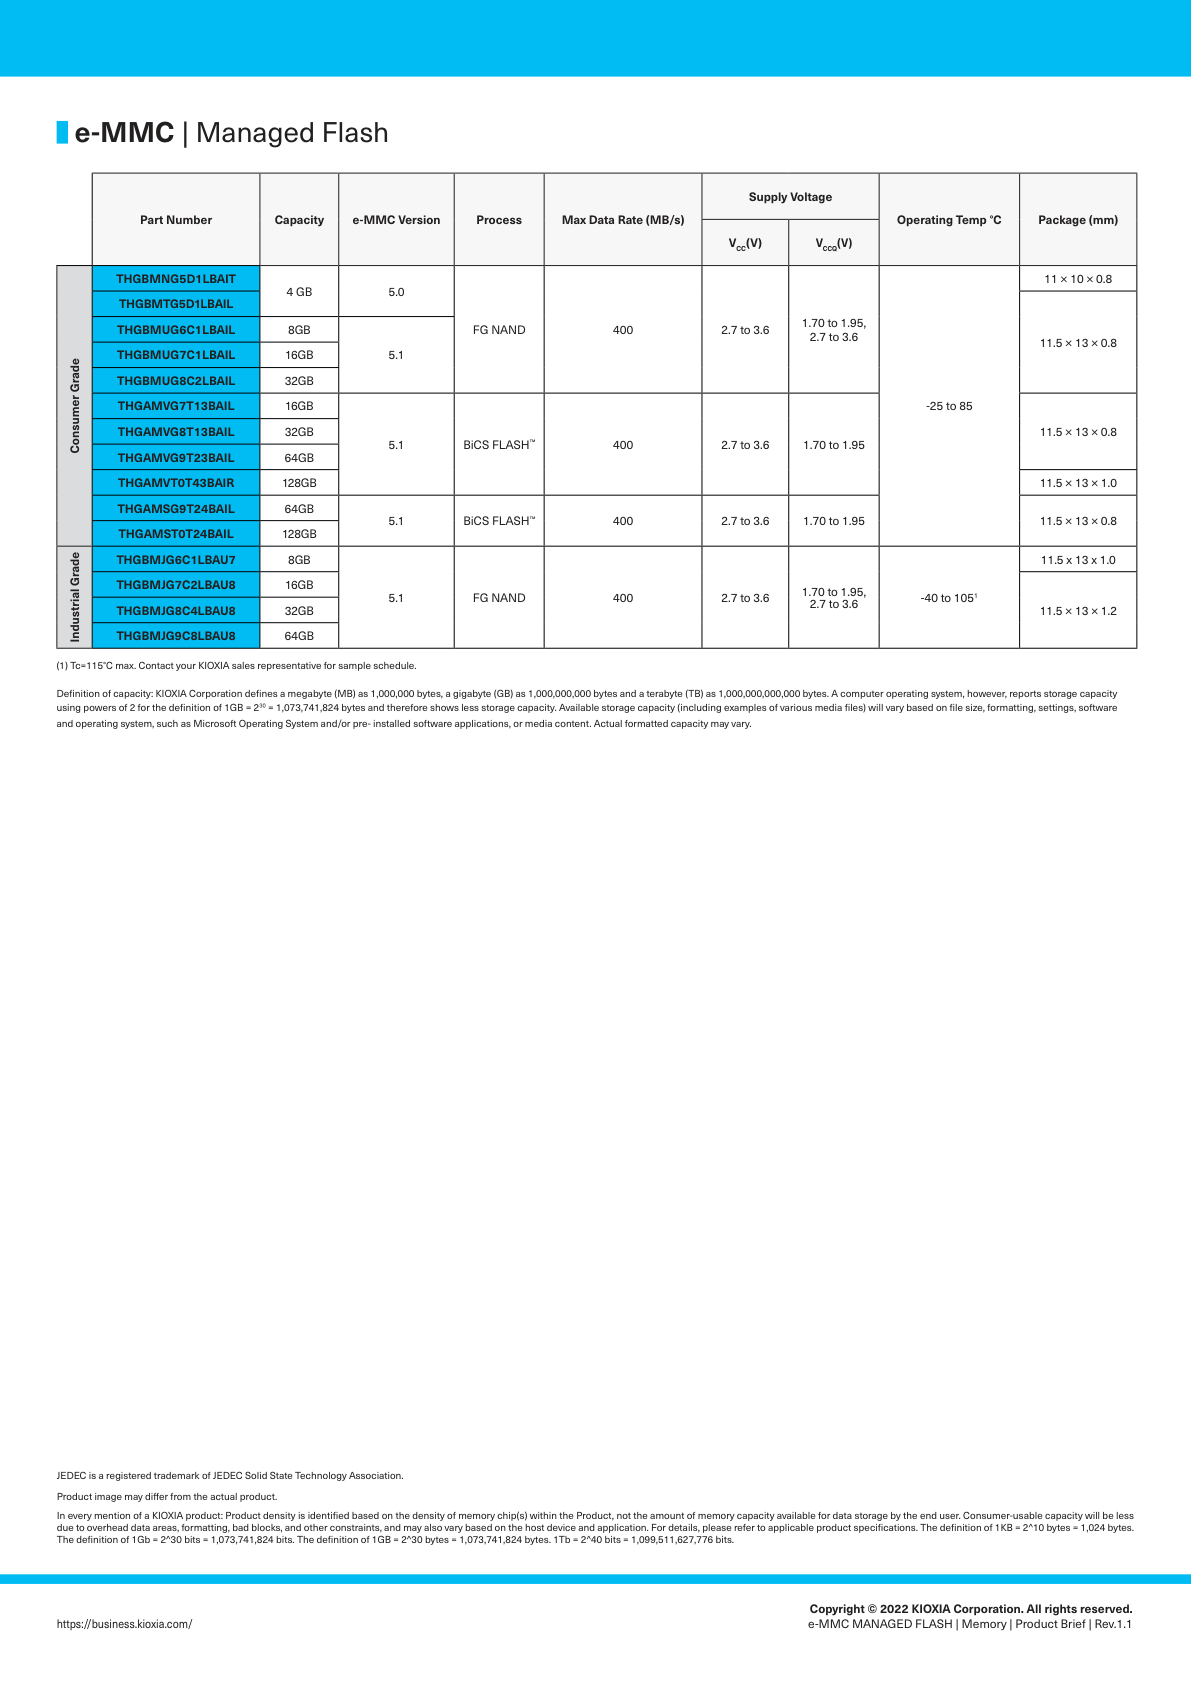 e-MMC | Managed Flash
Part Number Capacity e-MMC Version Process Max Data Rate (MB/s) Supply Voltage Operating Temp °C Package (mm)
VCC(V) VCCQ(V)
Consumer Grade
THGBMNG5D1LBAIT 4 GB 5.0 FG NAND 400 2.7 to 3.6 1.70 to 1.95, 2.7 to 3.6 -25 to 85 11 × 10 × 0.8
THGBMTG5D1LBAIL 11.5 × 13 × 0.8
THGBMUG6C1LBAIL 8GB 5.1
THGBMUG7C1LBAIL 16GB
THGBMUG8C2LBAIL 32GB
THGAMVG7T13BAIL 16GB 5.1 BiCS FLASH™ 400 2.7 to 3.6 1.70 to 1.95 11.5 × 13 × 0.8
THGAMVG8T13BAIL 32GB
THGAMVG9T23BAIL 64GB
THGAMVT0T43BAIR 128GB 11.5 × 13 × 1.0
THGAMSG9T24BAIL 64GB 5.1 BiCS FLASH™ 400 2.7 to 3.6 1.70 to 1.95 11.5 × 13 × 0.8
THGAMST0T24BAIL 128GB
Industrial Grade
THGBMJG6C1LBAU7 8GB 5.1 FG NAND 400 2.7 to 3.6 1.70 to 1.95, 2.7 to 3.6 -40 to 105¹ 11.5 x 13 x 1.0
THGBMJG7C2LBAU8 16GB 11.5 × 13 × 1.2
THGBMJG8C4LBAU8 32GB
THGBMJG9C8LBAU8 64GB
(1) Tc=115°C max. Contact your KIOXIA sales representative for sample schedule.
Definition of capacity: KIOXIA Corporation defines a megabyte (MB) as 1,000,000 bytes, a gigabyte (GB) as 1,000,000,000 bytes and a terabyte (TB) as 1,000,000,000,000 bytes. A computer operating system, however, reports storage capacity
using powers of 2 for the definition of 1GB = 2³⁰ = 1,073,741,824 bytes and therefore shows less storage capacity. Available storage capacity (including examples of various media files) will vary based on file size, formatting, settings, software
and operating system, such as Microsoft Operating System and/or pre- installed software applications, or media content. Actual formatted capacity may vary.
JEDEC is a registered trademark of JEDEC Solid State Technology Association.
Product image may differ from the actual product.
In every mention of a KIOXIA product: Product density is identified based on the density of memory chip(s) within the Product, not the amount of memory capacity available for data storage by the end user. Consumer-usable capacity will be less
due to overhead data areas, formatting, bad blocks, and other constraints, and may also vary based on the host device and application. For details, please refer to applicable product specifications. The definition of 1KB = 2^10 bytes = 1,024 bytes.
The definition of 1Gb = 2^30 bits = 1,073,741,824 bits. The definition of 1GB = 2^30 bytes = 1,073,741,824 bytes. 1Tb = 2^40 bits = 1,099,511,627,776 bits.
Copyright © 2022 KIOXIA Corporation. All rights reserved.
https://business.kioxia.com/ e-MMC MANAGED FLASH | Memory | Product Brief | Rev.1.1